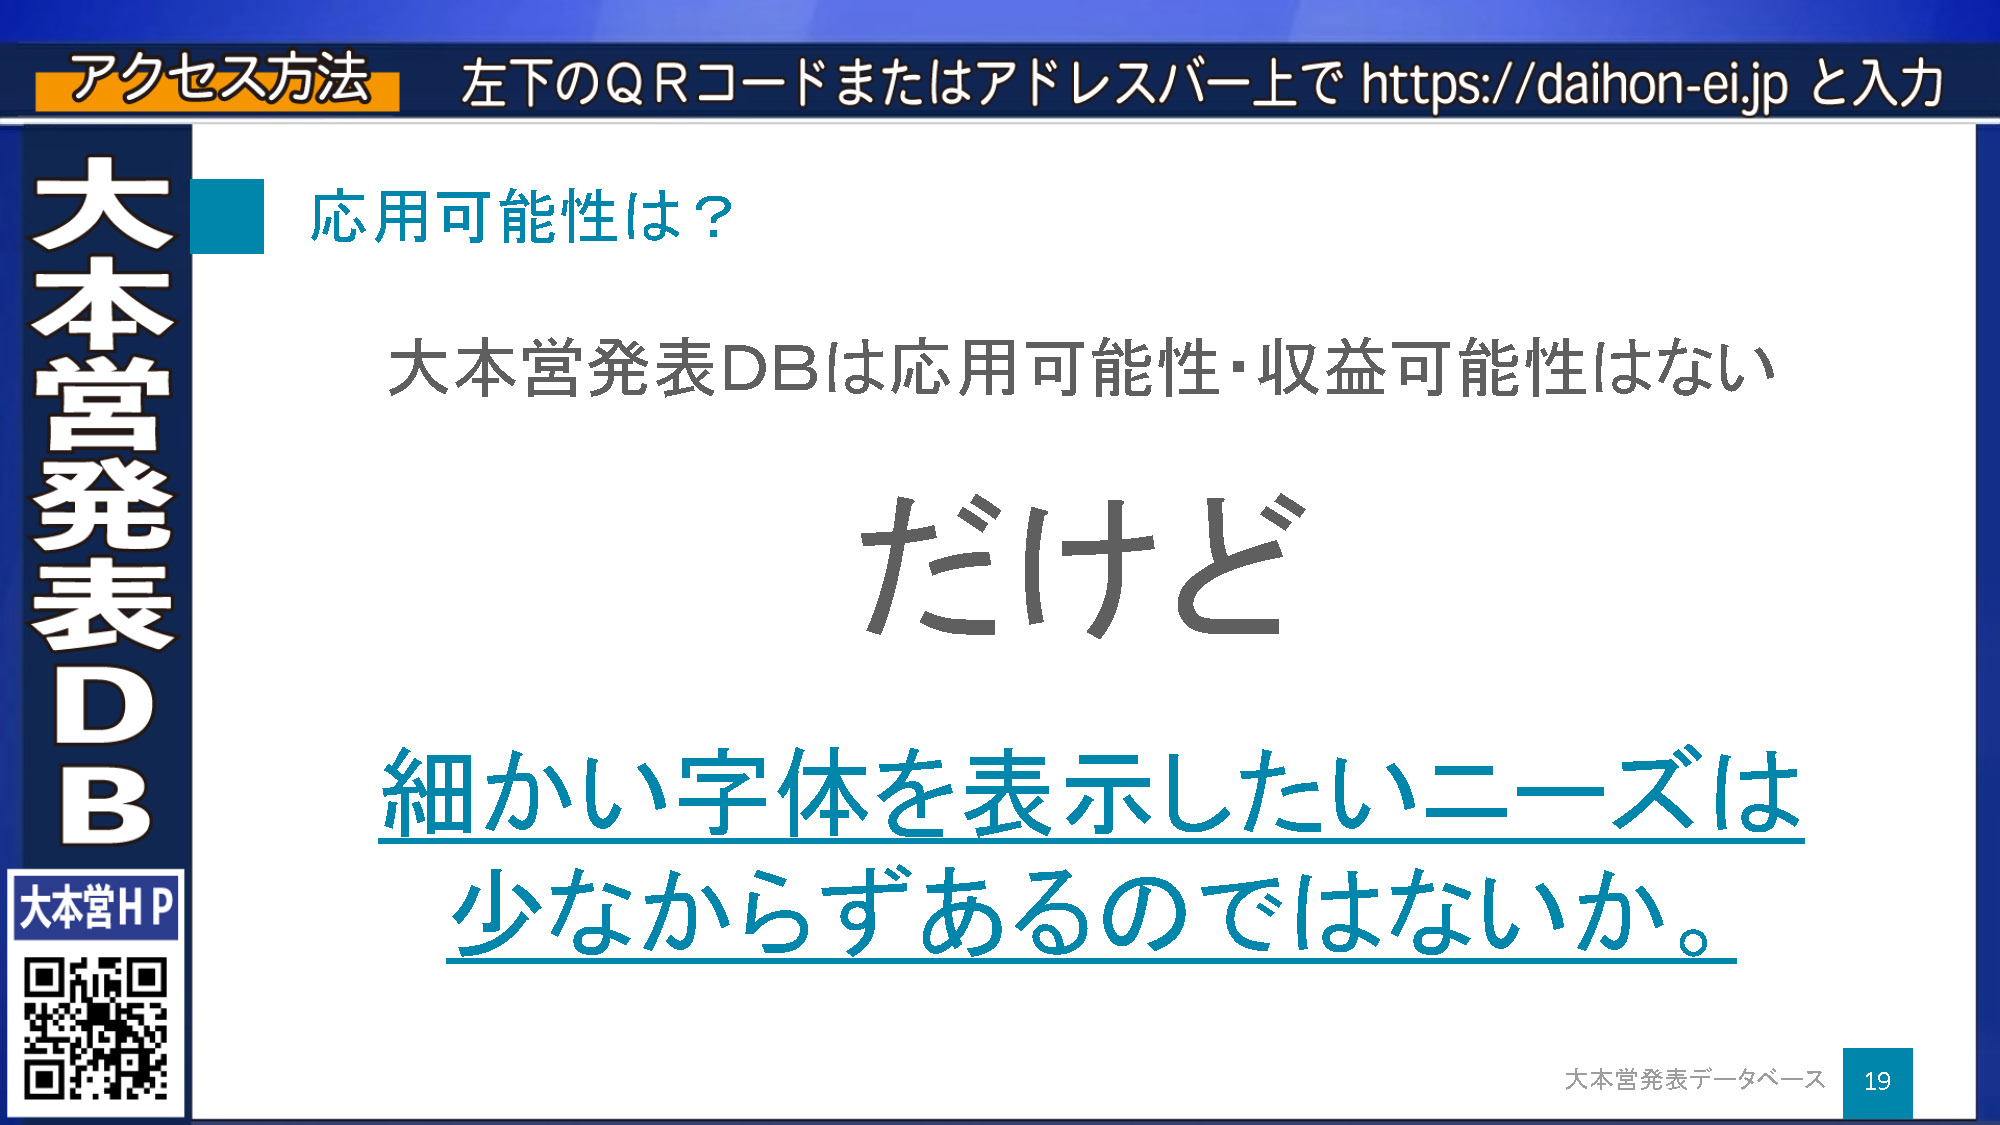 アクセス方法 左下のQRコードまたはアドレスバー上で https://daihon-ei.jp と入力
大本営発表DB
大本営HP
応用可能性は？
大本営発表DBは応用可能性・収益可能性はない
だけど
細かい字体を表示したいニーズは
少なからずあるのではないか。
大本営発表データベース 19